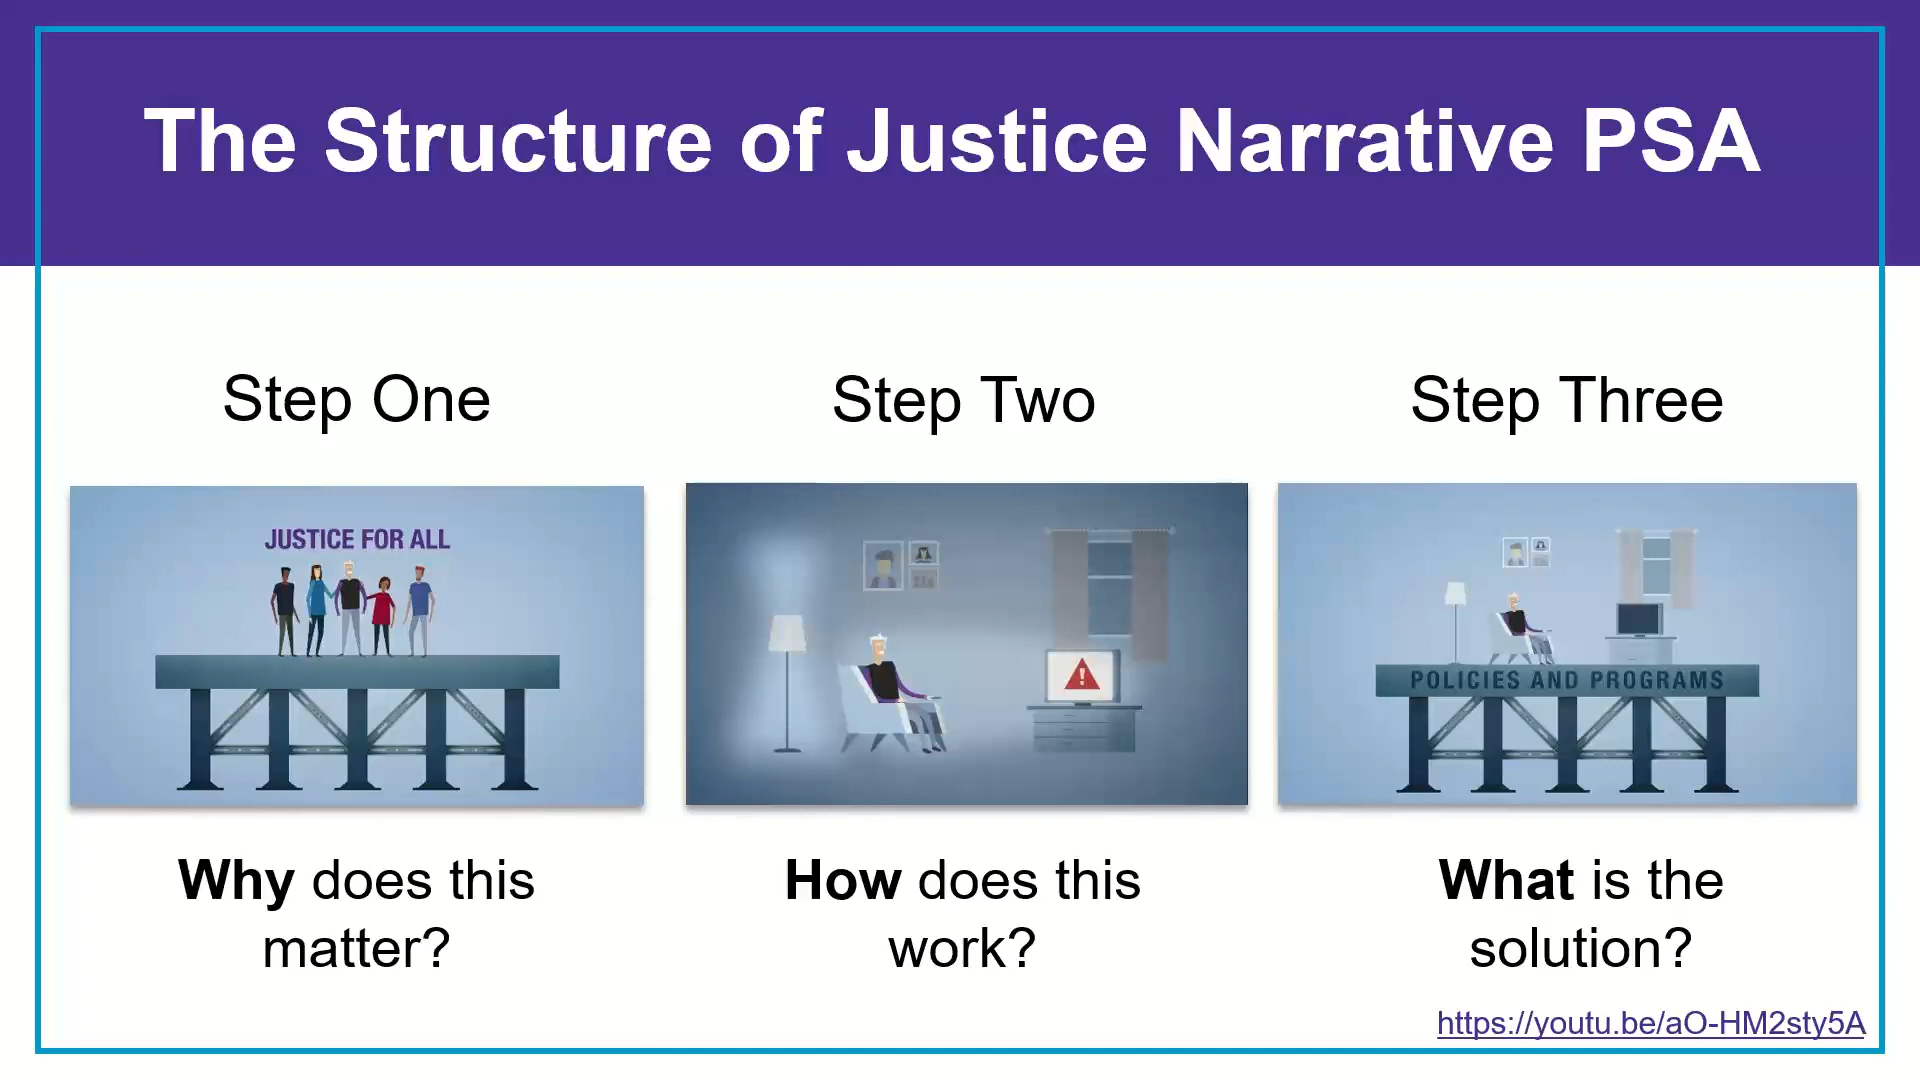 The Structure of Justice Narrative PSA
Step One
Step Two
Step Three
JUSTICE FOR ALL
POLICIES AND PROGRAMS
Why does this
matter?
How does this
work?
What is the
solution?
https://youtu.be/aO-HM2sty5A